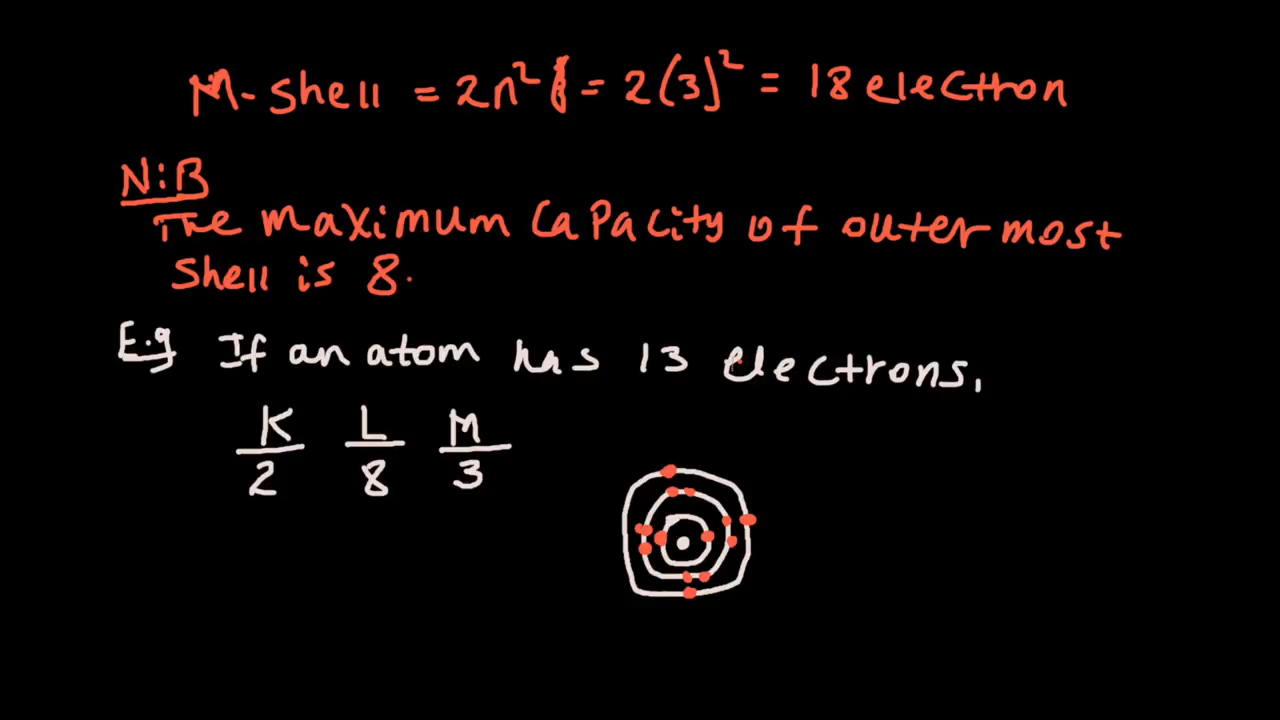 M-shell = 2n² = 2(3)² = 18 electron
N:B
The maximum capacity of outer most
shell is 8.
E.g If an atom has 13 electrons,
K L M
2 8 3